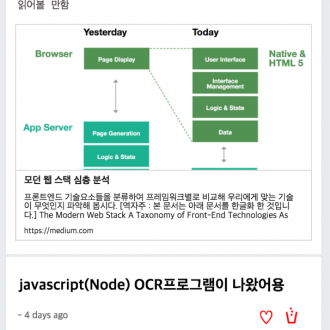 읽어볼 만함
Yesterday
Today
Browser
Page Display
User Interface
Native &
HTML 5
Interface
Management
Logic & State
App Server
Page Generation
Data
Logic & State
모던 웹 스택 심층 분석
프론트엔드 기술요소들을 분류하여 프레임워크별로 비교해 우리에게 맞는 기술
이 무엇인지 파악해 봅시다. [역자주 : 본 문서는 아래 문서를 한글화 한 것입니
다.] The Modern Web Stack A Taxonomy of Front-End Technologies As
https://medium.com
javascript(Node) OCR프로그램이 나왔어용
- 4 days ago